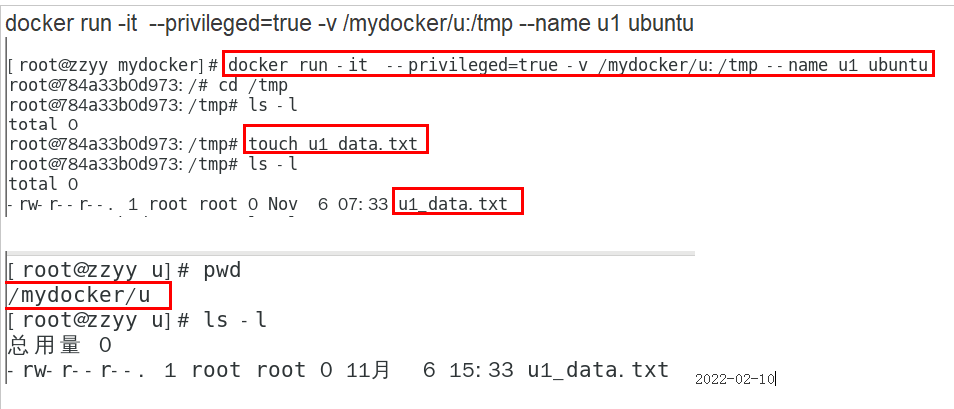 docker run -it  --privileged=true -v /mydocker/u:/tmp --name u1 ubuntu
[root@zzyy mydocker]# docker run -it  --privileged=true -v /mydocker/u:/tmp --name u1 ubuntu
root@784a33b0d973:/# cd /tmp
root@784a33b0d973:/tmp# ls -l
total 0
root@784a33b0d973:/tmp# touch u1_data.txt
root@784a33b0d973:/tmp# ls -l
total 0
-rw-r--r--. 1 root root 0 Nov  6 07:33 u1_data.txt
[root@zzyy u]# pwd
/mydocker/u
[root@zzyy u]# ls -l
总用量 0
-rw-r--r--. 1 root root 0 11月  6 15:33 u1_data.txt
2022-02-10